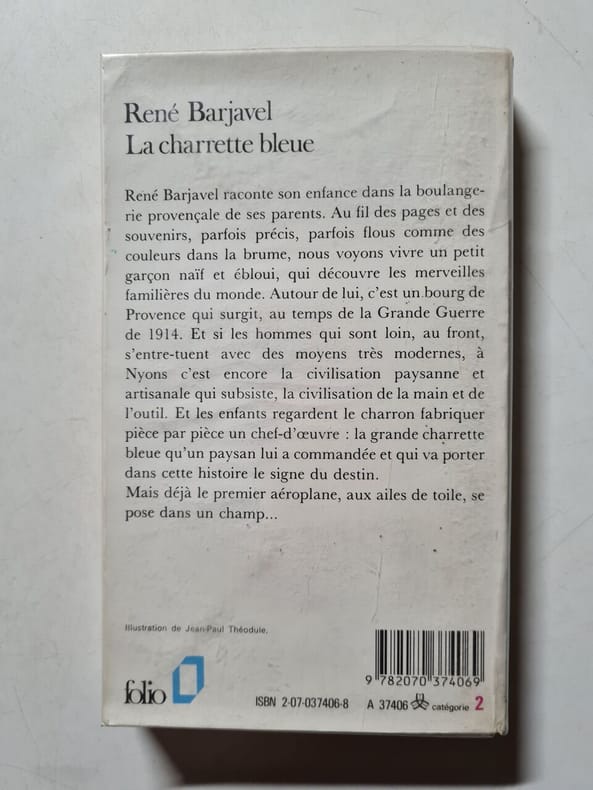 René Barjavel
La charrette bleue
René Barjavel raconte son enfance dans la boulange-
rie provençale de ses parents. Au fil des pages et des
souvenirs, parfois précis, parfois flous comme des
couleurs dans la brume, nous voyons vivre un petit
garçon naïf et ébloui, qui découvre les merveilles
familières du monde. Autour de lui, c'est un bourg de
Provence qui surgit, au temps de la Grande Guerre
de 1914. Et si les hommes qui sont loin, au front,
s'entre-tuent avec des moyens très modernes, à
Nyons c'est encore la civilisation paysanne et
artisanale qui subsiste, la civilisation de la main et de
l'outil. Et les enfants regardent le charron fabriquer
pièce par pièce un chef-d'œuvre : la grande charrette
bleue qu'un paysan lui a commandée et qui va porter
dans cette histoire le signe du destin.
Mais déjà le premier aéroplane, aux ailes de toile, se
pose dans un champ...
Illustration de Jean-Paul Théodule.
9 782070 374069
folio
ISBN 2-07-037406-8 A 37406 catégorie 2